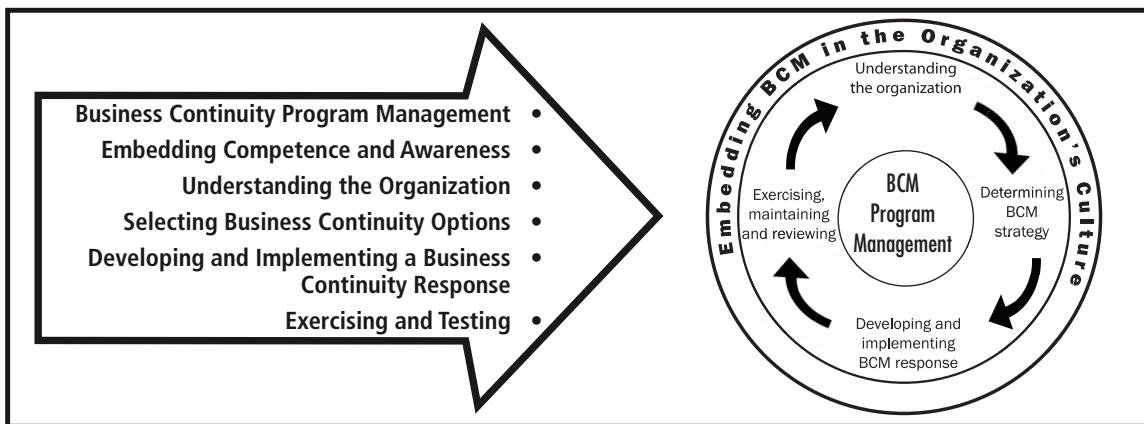 Business Continuity Program Management •
Embedding Competence and Awareness •
Understanding the Organization •
Selecting Business Continuity Options •
Developing and Implementing a Business •
Continuity Response
Exercising and Testing •
Embedding BCM in the Organization's Culture
Understanding
the organization
Determining
BCM
strategy
Developing and
implementing
BCM response
Exercising,
maintaining
and reviewing
BCM
Program
Management